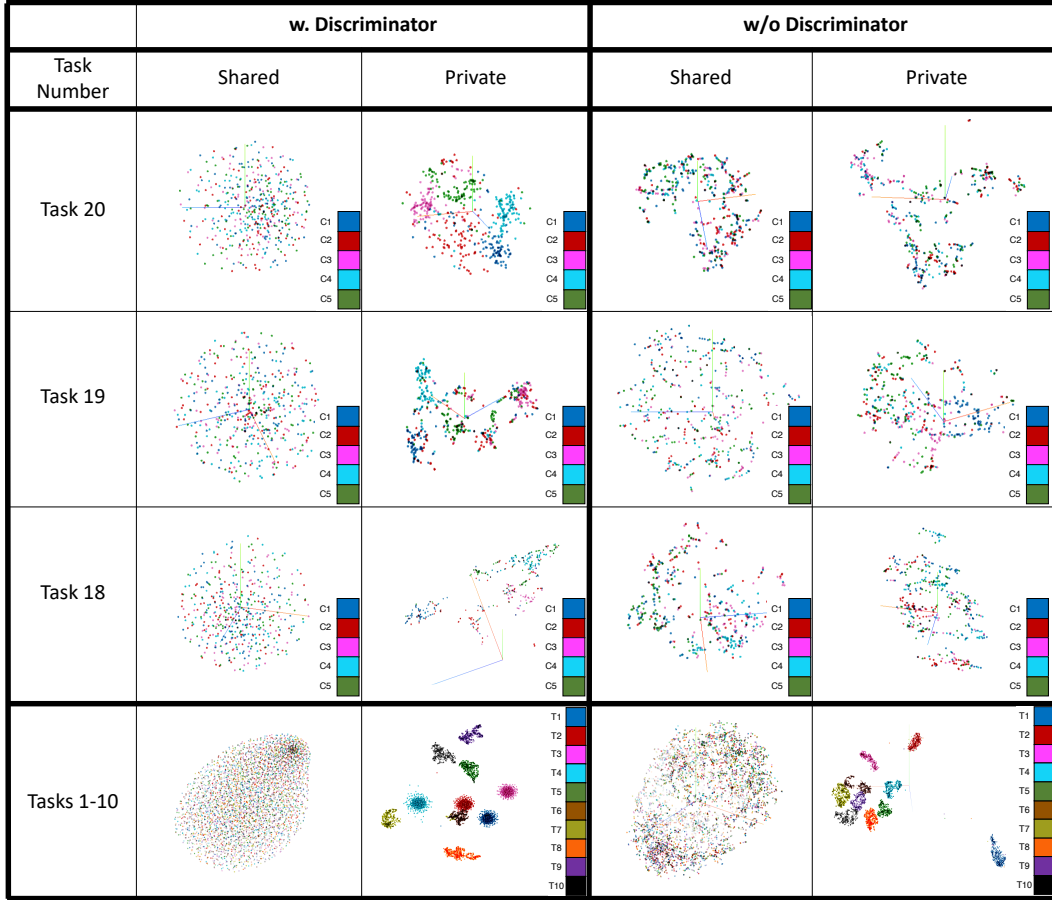 w. Discriminator
w/o Discriminator
Task
Number
Shared
Private
Shared
Private
Task 20
C1
C2
C3
C4
C5
C1
C2
C3
C4
C5
C1
C2
C3
C4
C5
C1
C2
C3
C4
C5
Task 19
C1
C2
C3
C4
C5
C1
C2
C3
C4
C5
C1
C2
C3
C4
C5
C1
C2
C3
C4
C5
Task 18
C1
C2
C3
C4
C5
C1
C2
C3
C4
C5
C1
C2
C3
C4
C5
C1
C2
C3
C4
C5
Tasks 1-10
T1
T2
T3
T4
T5
T6
T7
T8
T9
T10
T1
T2
T3
T4
T5
T6
T7
T8
T9
T10